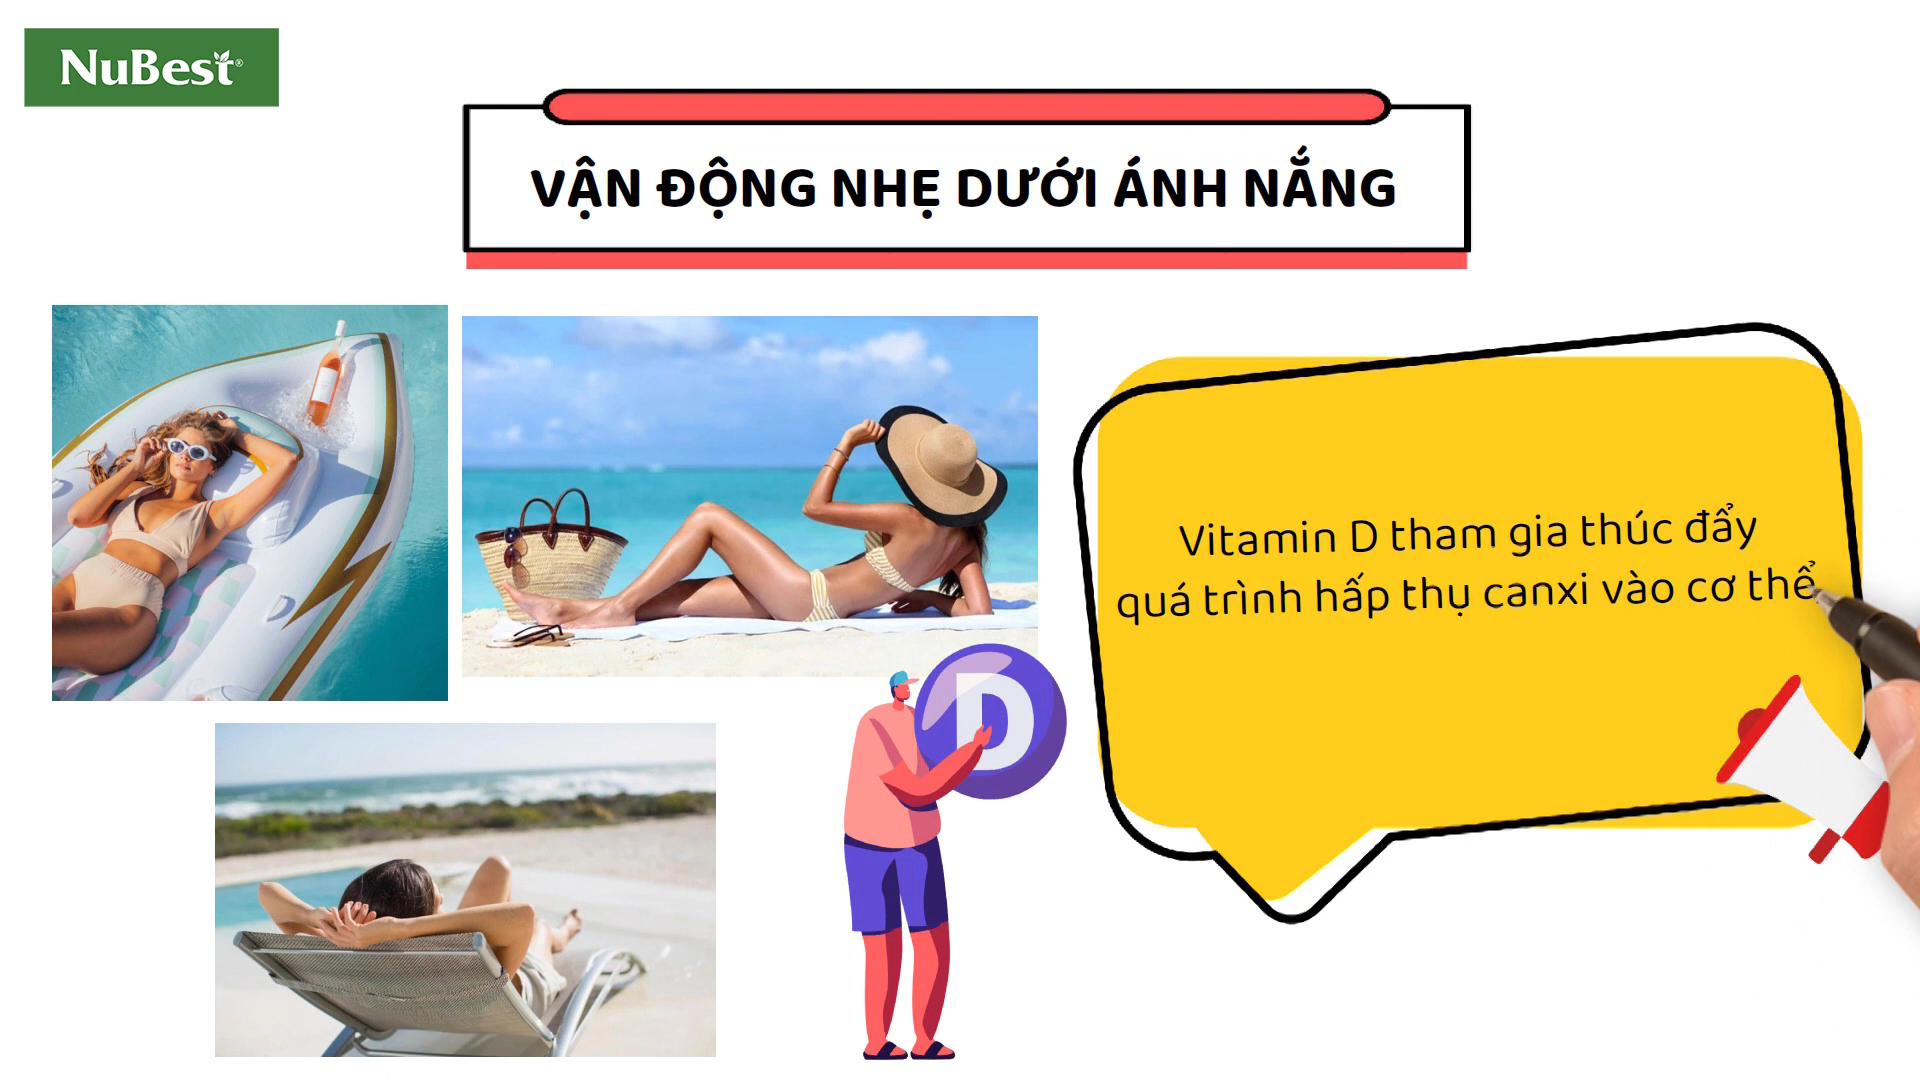 NuBest®
VẬN ĐỘNG NHẸ DƯỚI ÁNH NẮNG
Vitamin D tham gia thúc đẩy
quá trình hấp thụ canxi vào cơ thể
D